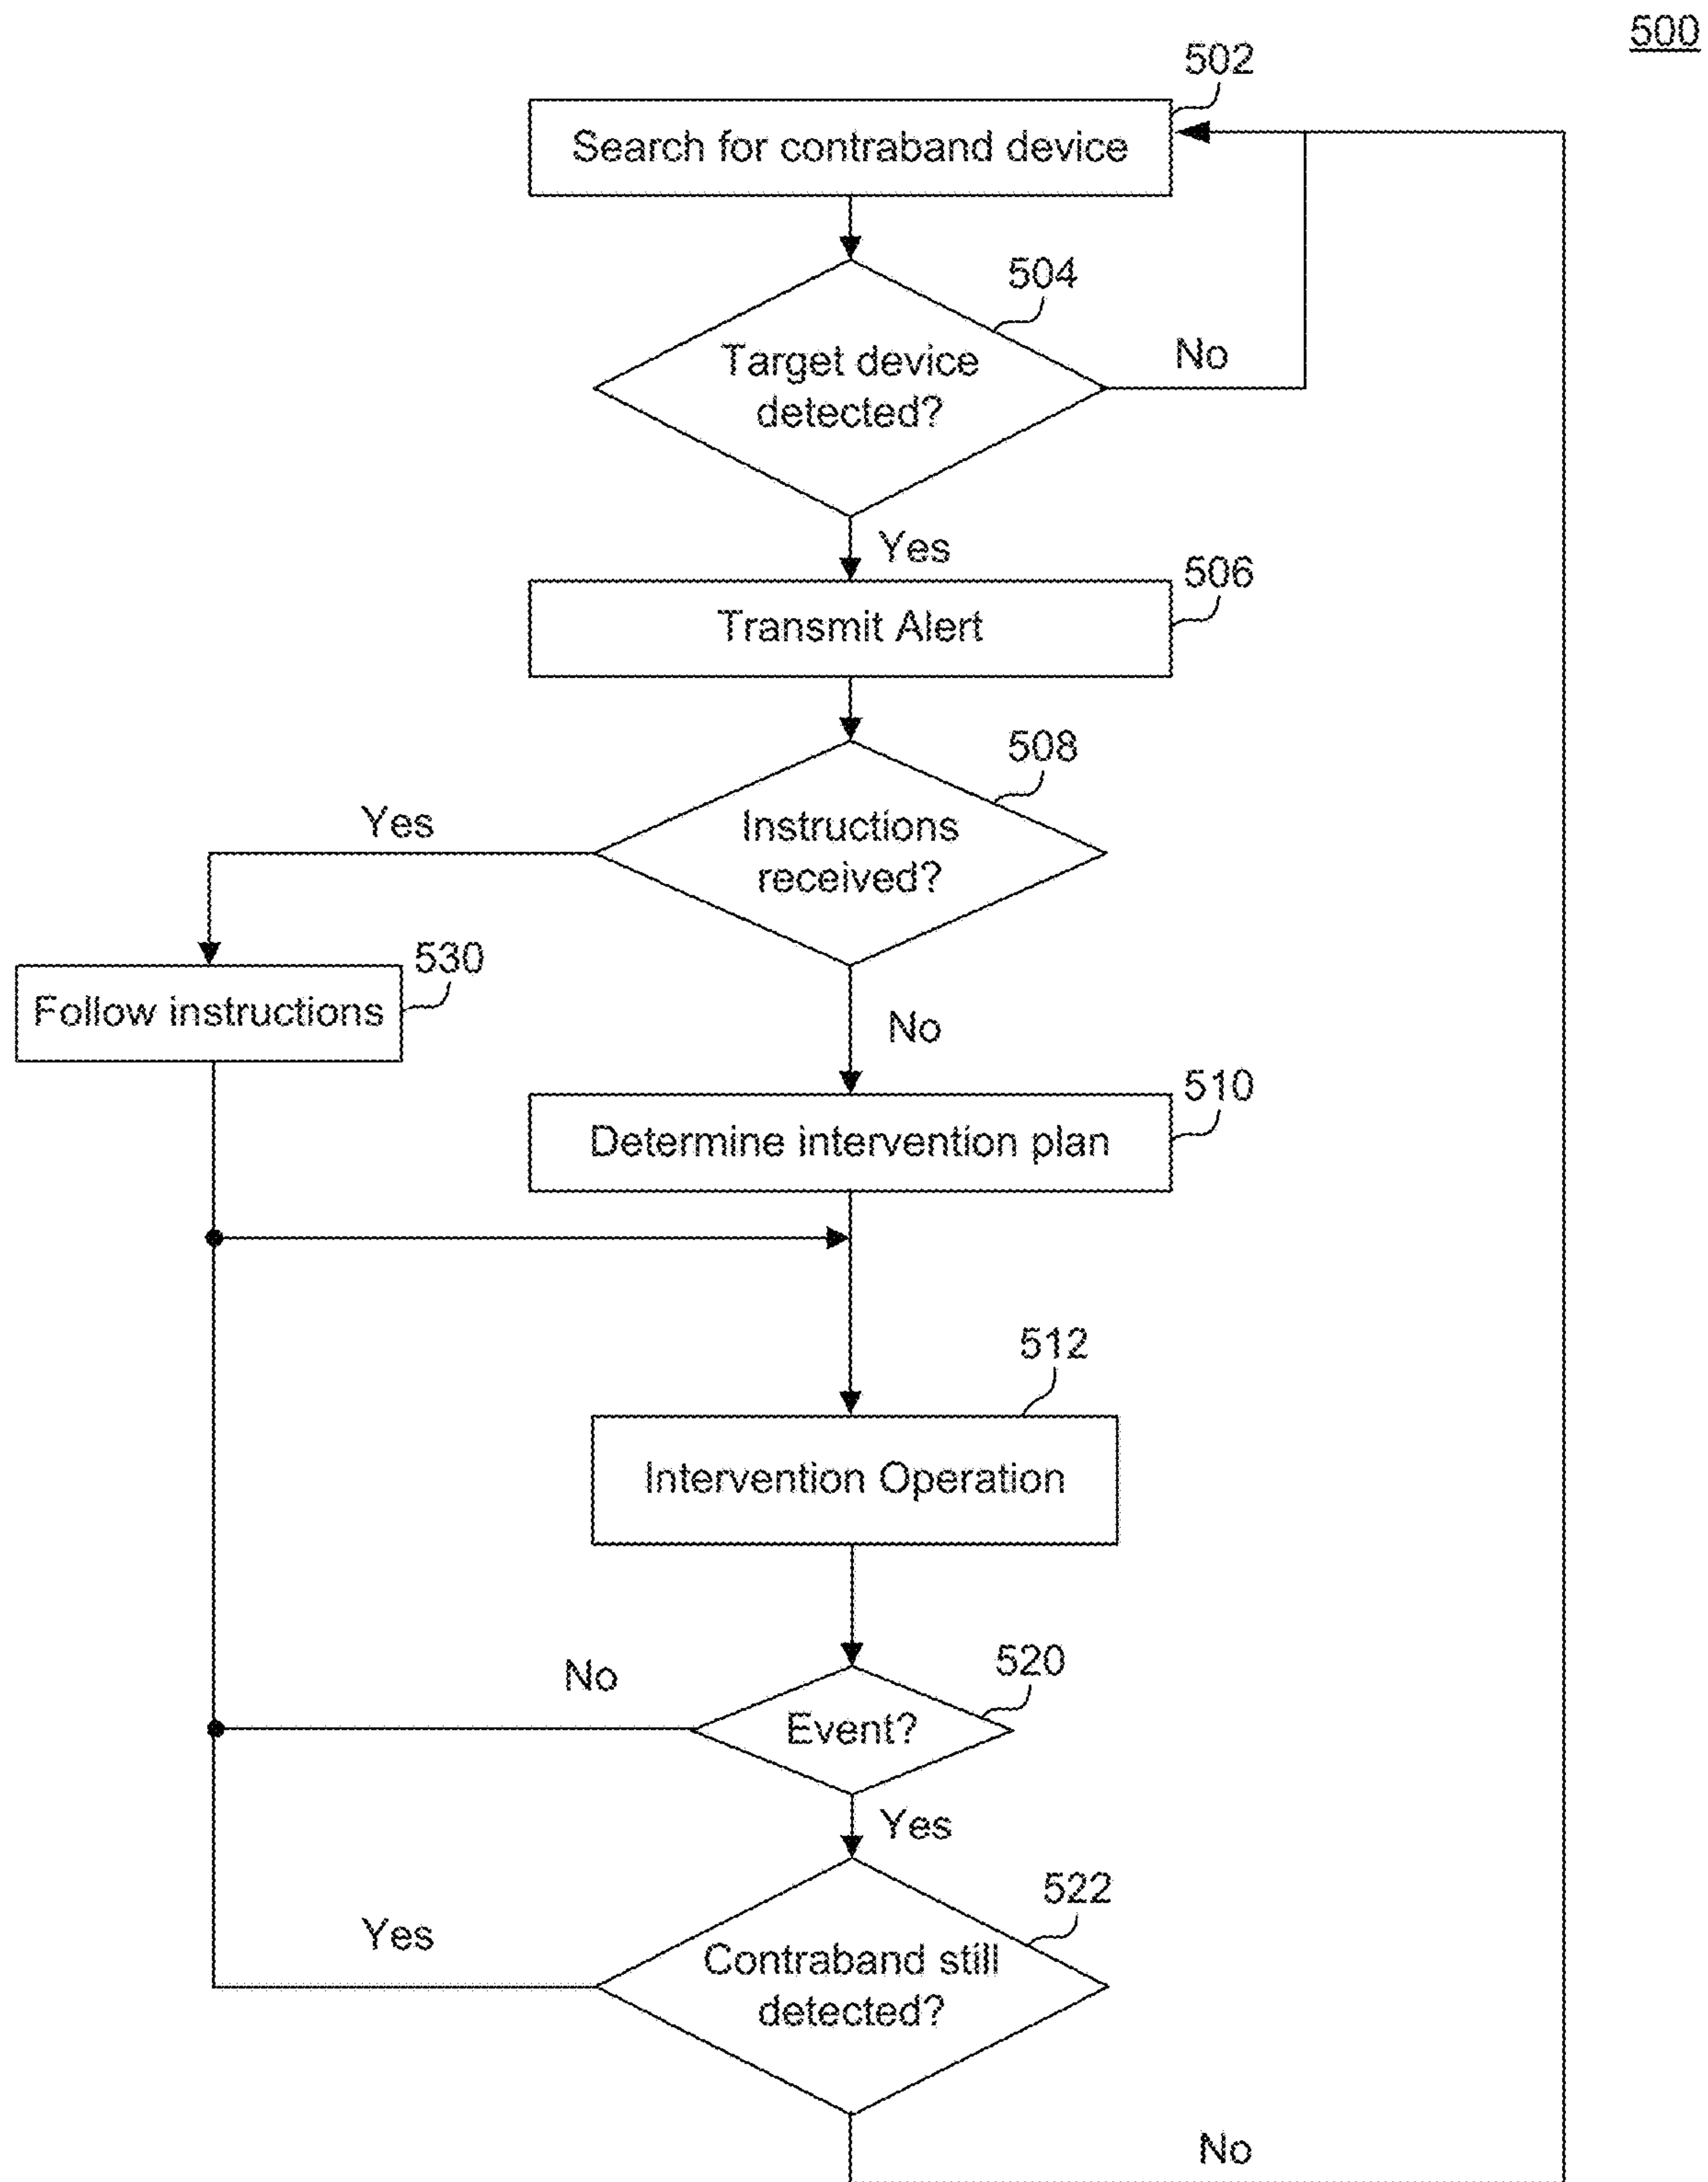 500
502
Search for contraband device
504
Target device
detected?
No
Yes
506
Transmit Alert
508
Instructions
received?
Yes
530
Follow instructions
No
510
Determine intervention plan
512
Intervention Operation
520
No
Event?
Yes
522
Yes
Contraband still
detected?
No